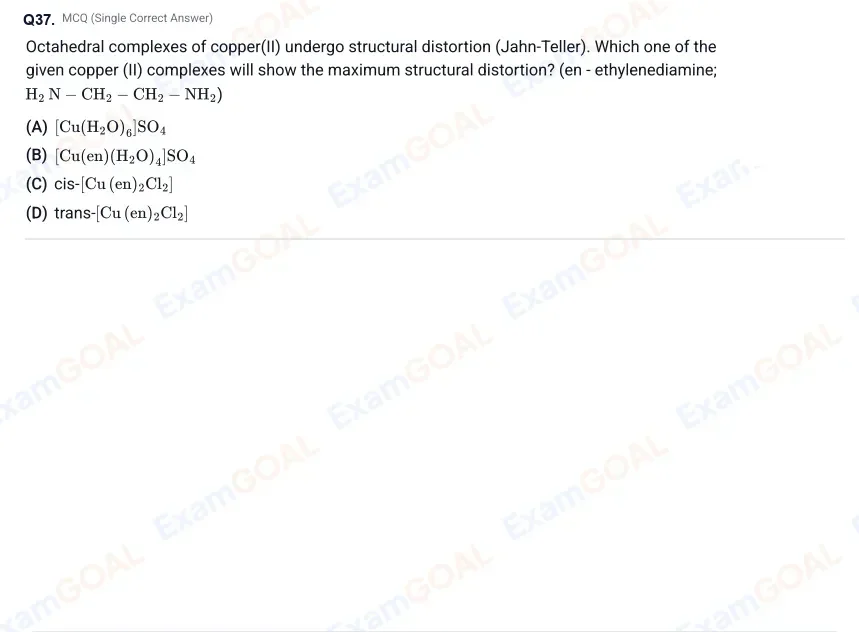 Q37. MCQ (Single Correct Answer)
Octahedral complexes of copper(II) undergo structural distortion (Jahn-Teller). Which one of the
given copper (II) complexes will show the maximum structural distortion? (en - ethylenediamine;
H₂ N − CH₂ − CH₂ − NH₂)
(A) [Cu(H₂O)₆]SO₄
(B) [Cu(en)(H₂O)₄]SO₄
(C) cis-[Cu (en)₂Cl₂]
(D) trans-[Cu (en)₂Cl₂]
ExamGOAL